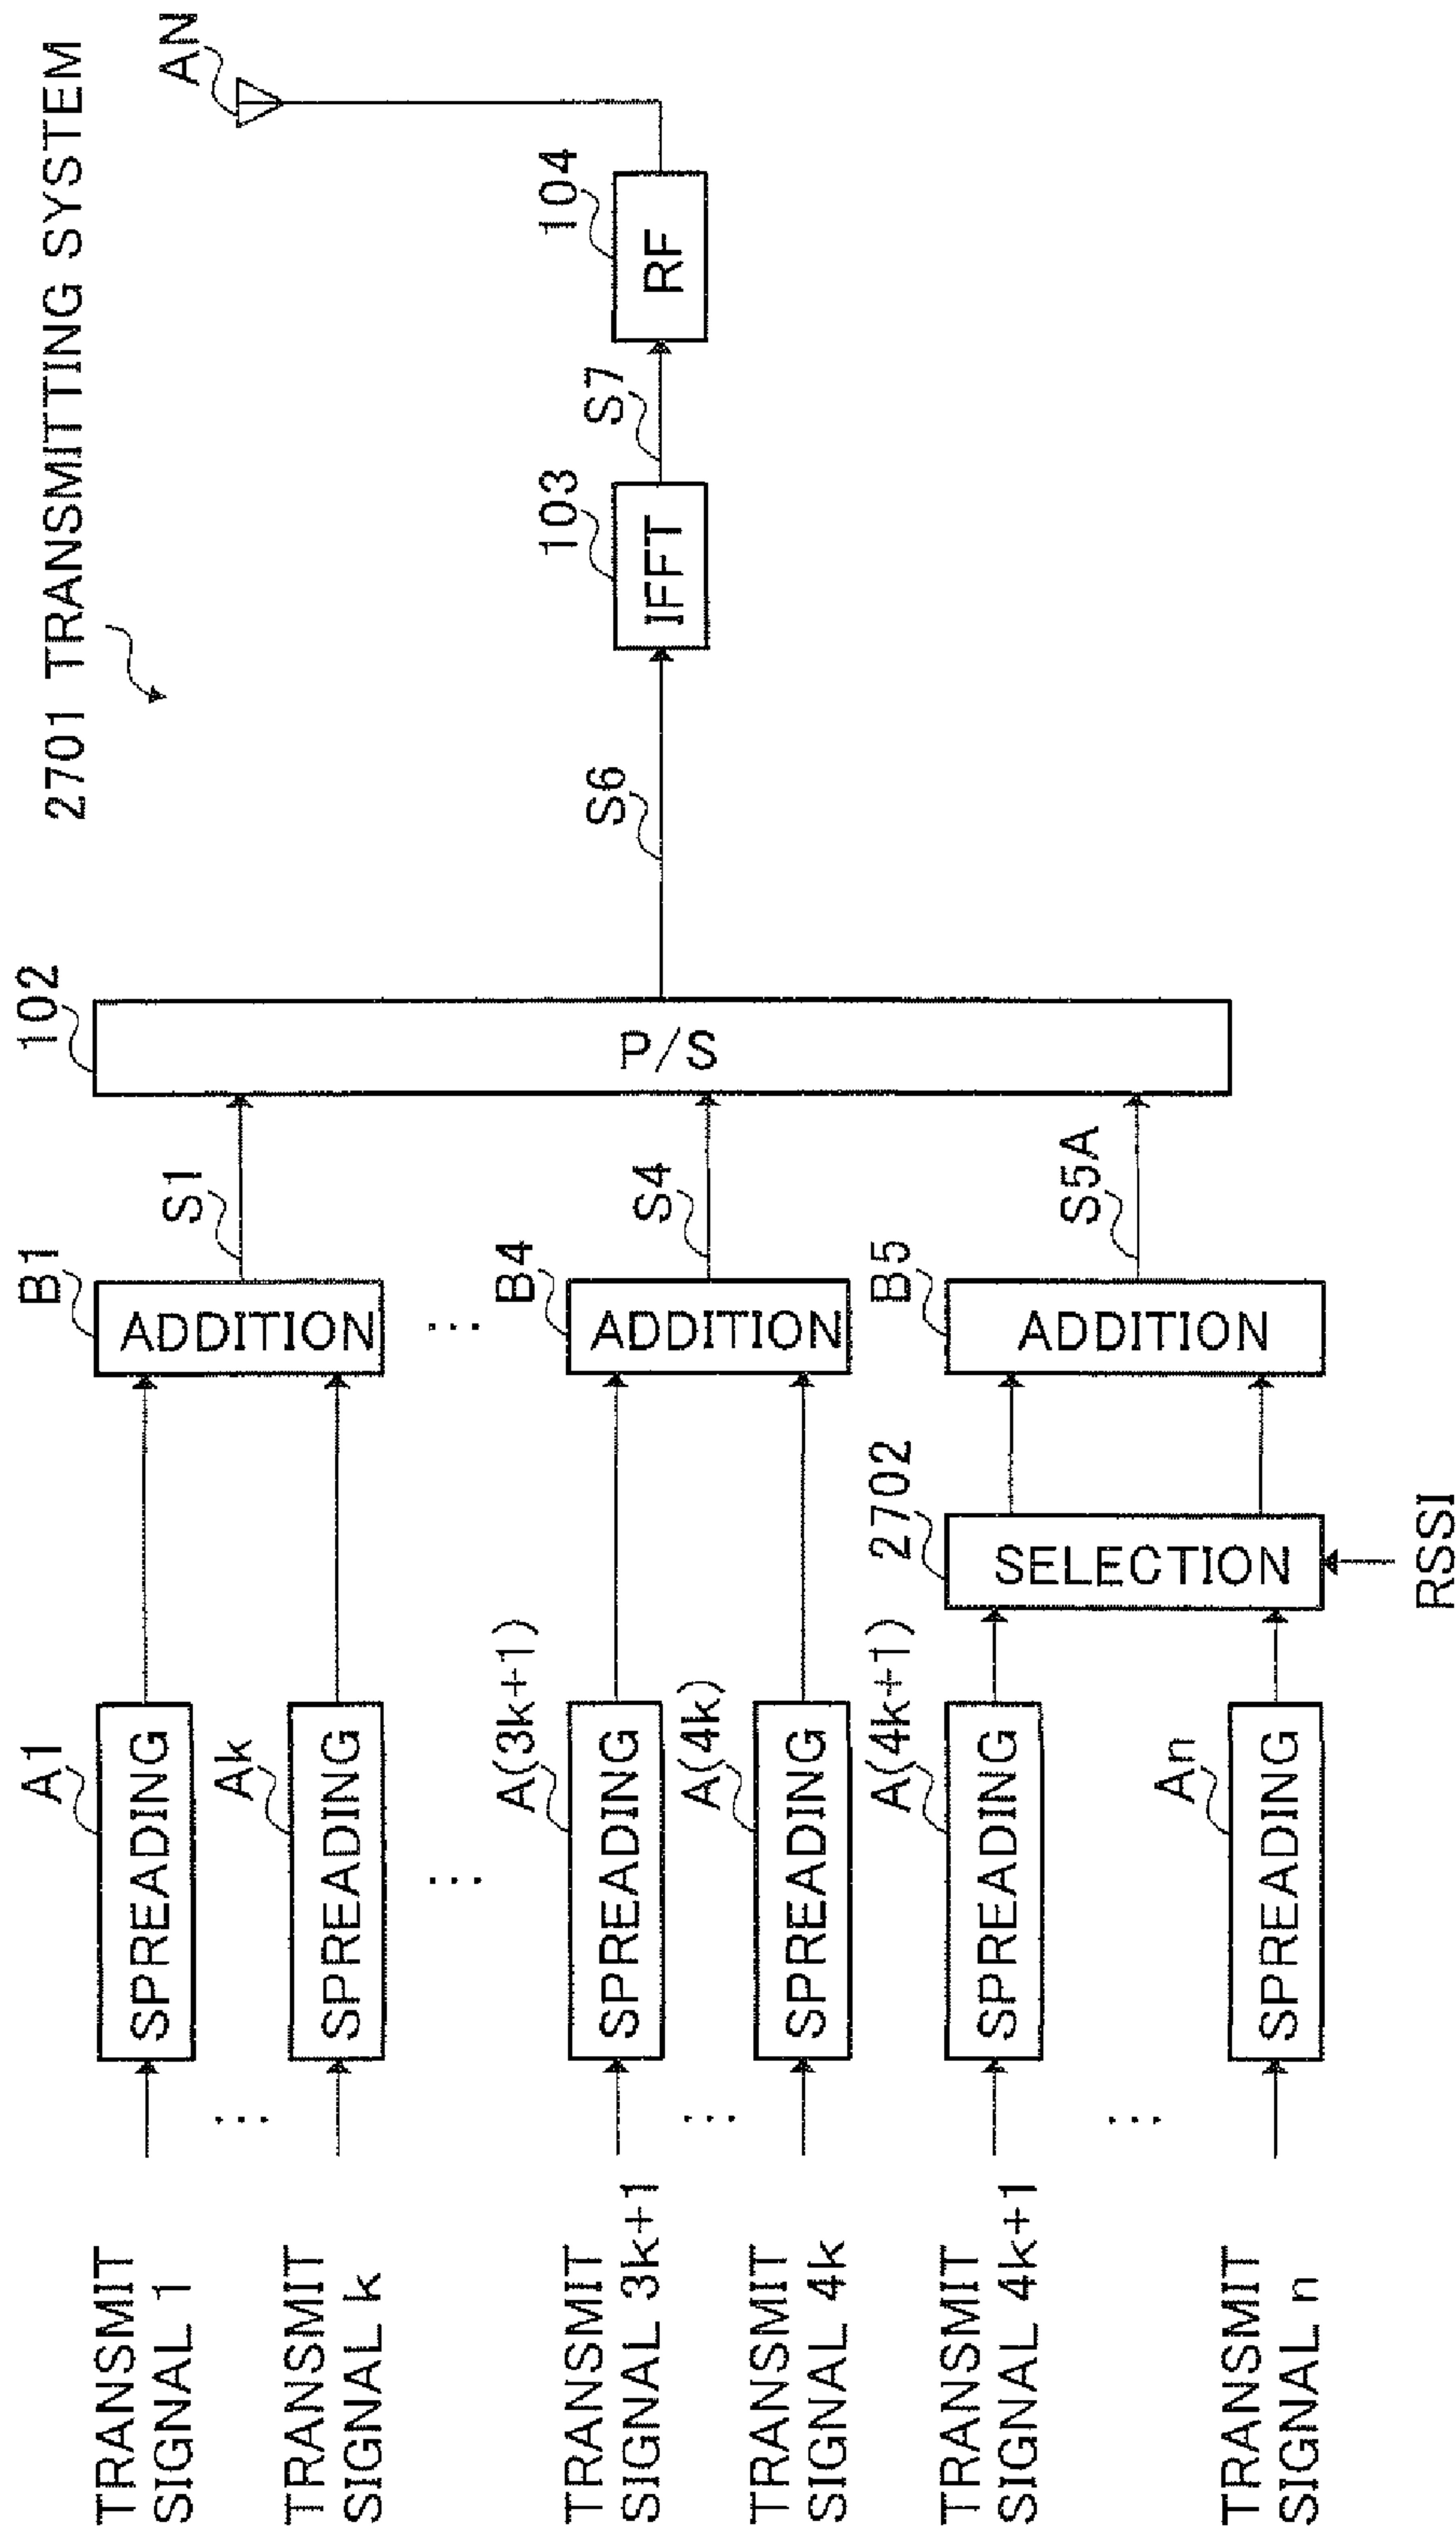 2701 TRANSMITTING SYSTEM
AN
TRANSMIT
SIGNAL 1
A1
SPREADING
B1
ADDITION
S1
102
P/S
...
TRANSMIT
SIGNAL k
Ak
SPREADING
...
...
S6
103
IFFT
S7
104
RF
TRANSMIT
SIGNAL 3k+1
A(3k+1)
SPREADING
B4
ADDITION
S4
...
TRANSMIT
SIGNAL 4k
A(4k)
SPREADING
TRANSMIT
SIGNAL 4k+1
A(4k+1)
SPREADING
2702
SELECTION
B5
ADDITION
S5A
...
TRANSMIT
SIGNAL n
An
SPREADING
RSSI